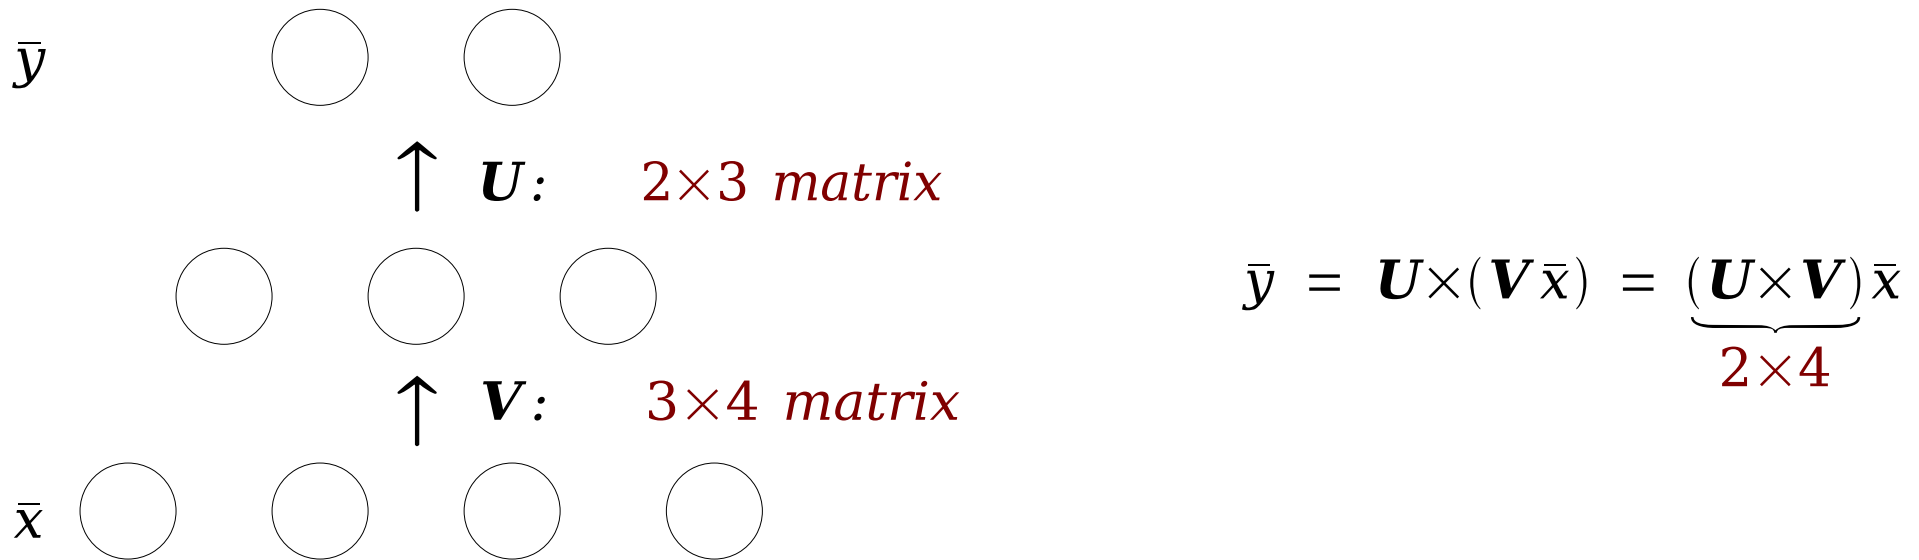 y̅
↑ U: 2×3 matrix
y̅ = U×(V x̅) = (U×V) x̅
2×4
↑ V: 3×4 matrix
x̅